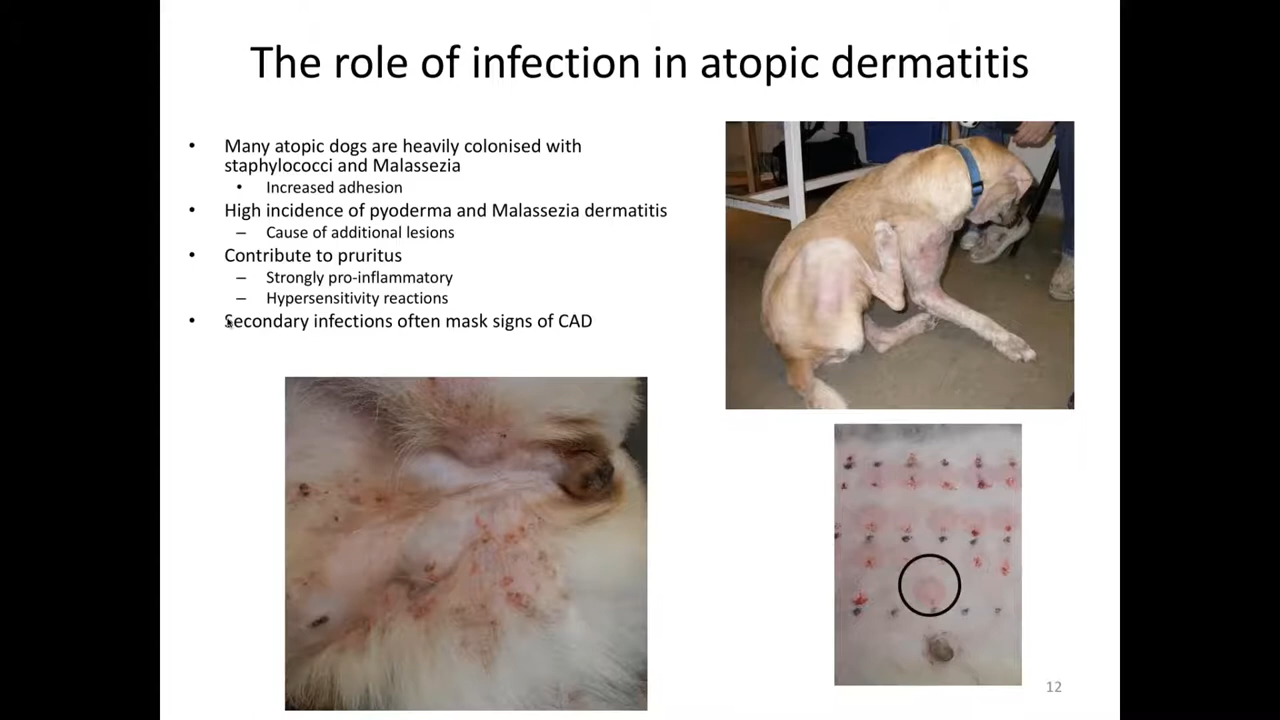 The role of infection in atopic dermatitis
• Many atopic dogs are heavily colonised with
staphylococci and Malassezia
• Increased adhesion
• High incidence of pyoderma and Malassezia dermatitis
– Cause of additional lesions
• Contribute to pruritus
– Strongly pro-inflammatory
– Hypersensitivity reactions
• Secondary infections often mask signs of CAD
12